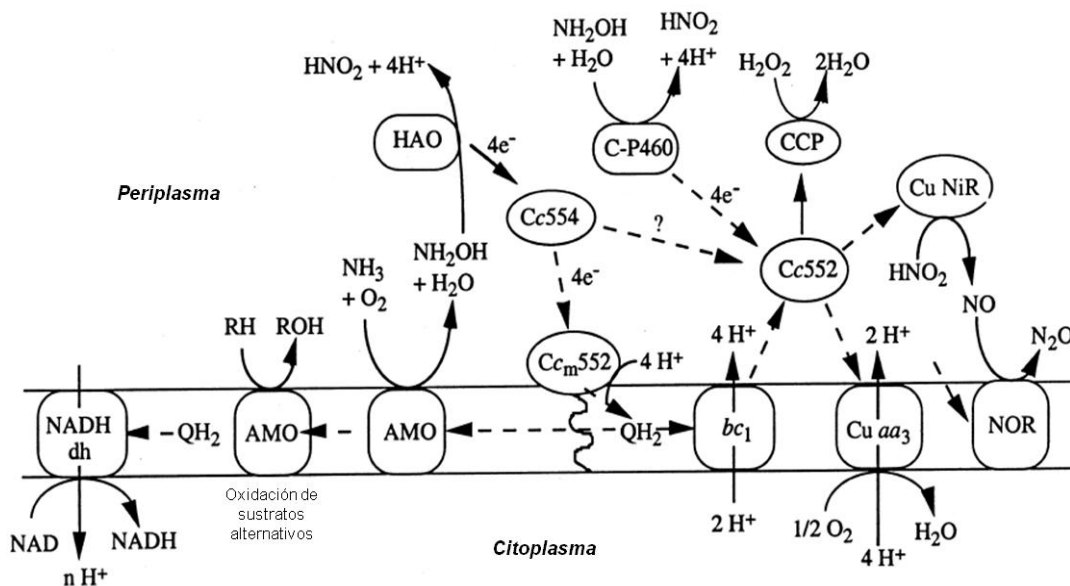 NH₂OH
+ H₂O
HNO₂
+ 4H⁺
HNO₂ + 4H⁺
H₂O₂
2H₂O
HAO
4e⁻
C-P460
CCP
Periplasma
Cu NiR
4e⁻
Cc554
?
NH₃
+ O₂
NH₂OH
+ H₂O
4e⁻
Cc552
HNO₂
NO
RH
ROH
4 H⁺
2 H⁺
N₂O
Ccm552
4 H⁺
NADH
dh
QH₂
AMO
AMO
QH₂
bc₁
Cu aa₃
NOR
Oxidación de
sustratos
alternativos
NAD
NADH
n H⁺
Citoplasma
2 H⁺
1/2 O₂
H₂O
4 H⁺